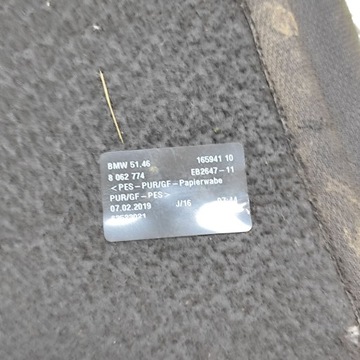 BMW 51.46 165941 10
8 062 774 EB2647-11
<PES-PUR/GF-Papierwabe
PUR/GF-PES>
07.02.2019 J/16